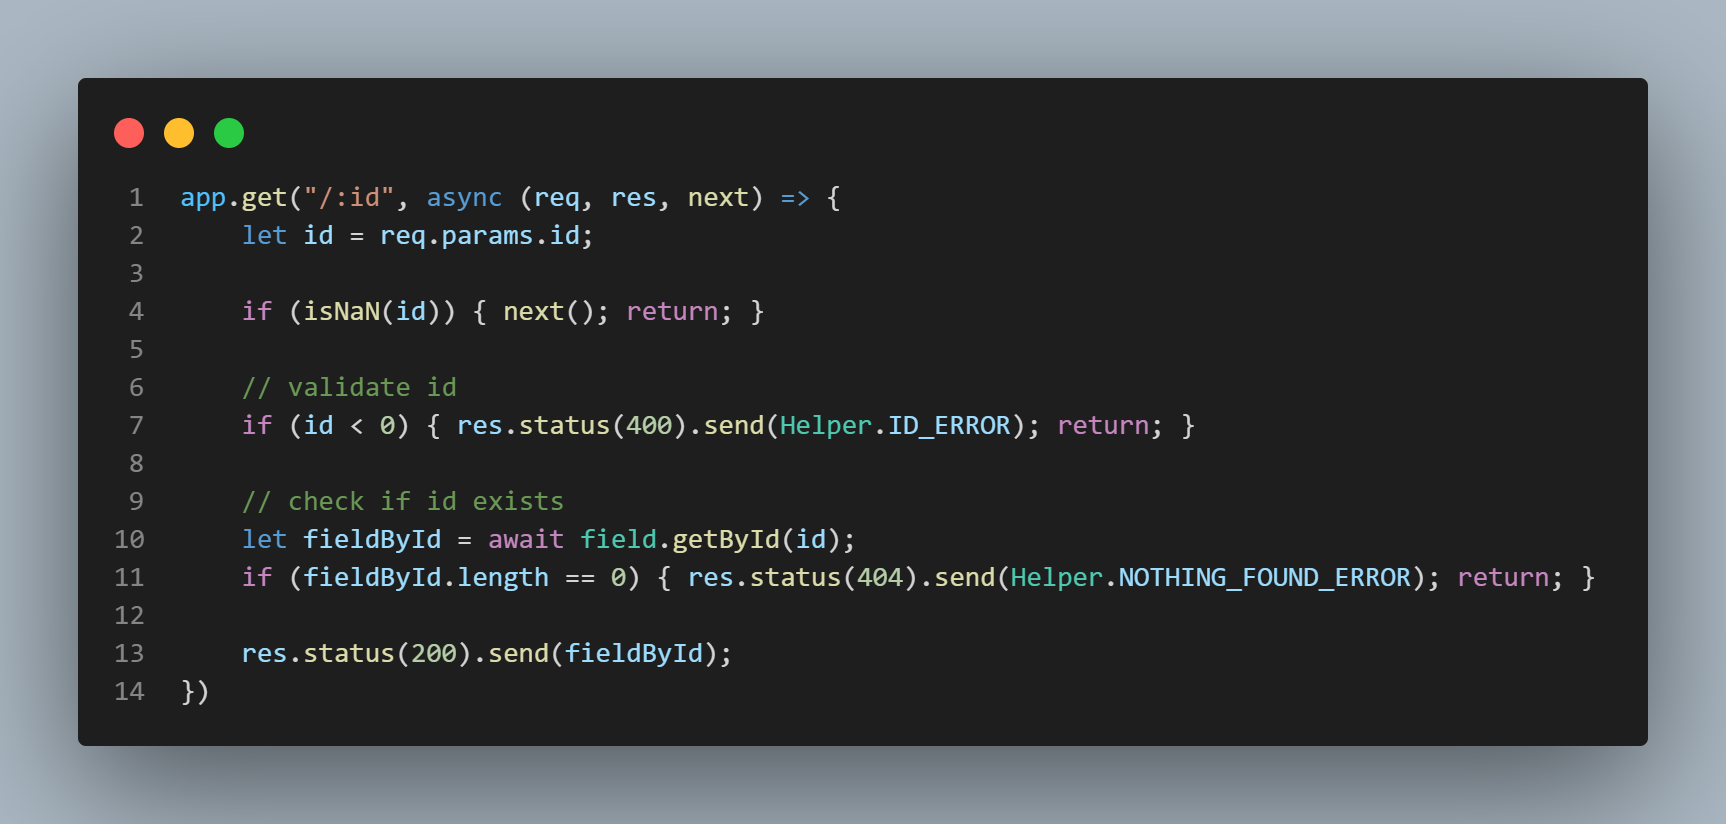 1 app.get("/:id", async (req, res, next) => {
2     let id = req.params.id;
3
4     if (isNaN(id)) { next(); return; }
5
6     // validate id
7     if (id < 0) { res.status(400).send(Helper.ID_ERROR); return; }
8
9     // check if id exists
10     let fieldById = await field.getById(id);
11     if (fieldById.length == 0) { res.status(404).send(Helper.NOTHING_FOUND_ERROR); return; }
12
13     res.status(200).send(fieldById);
14 })